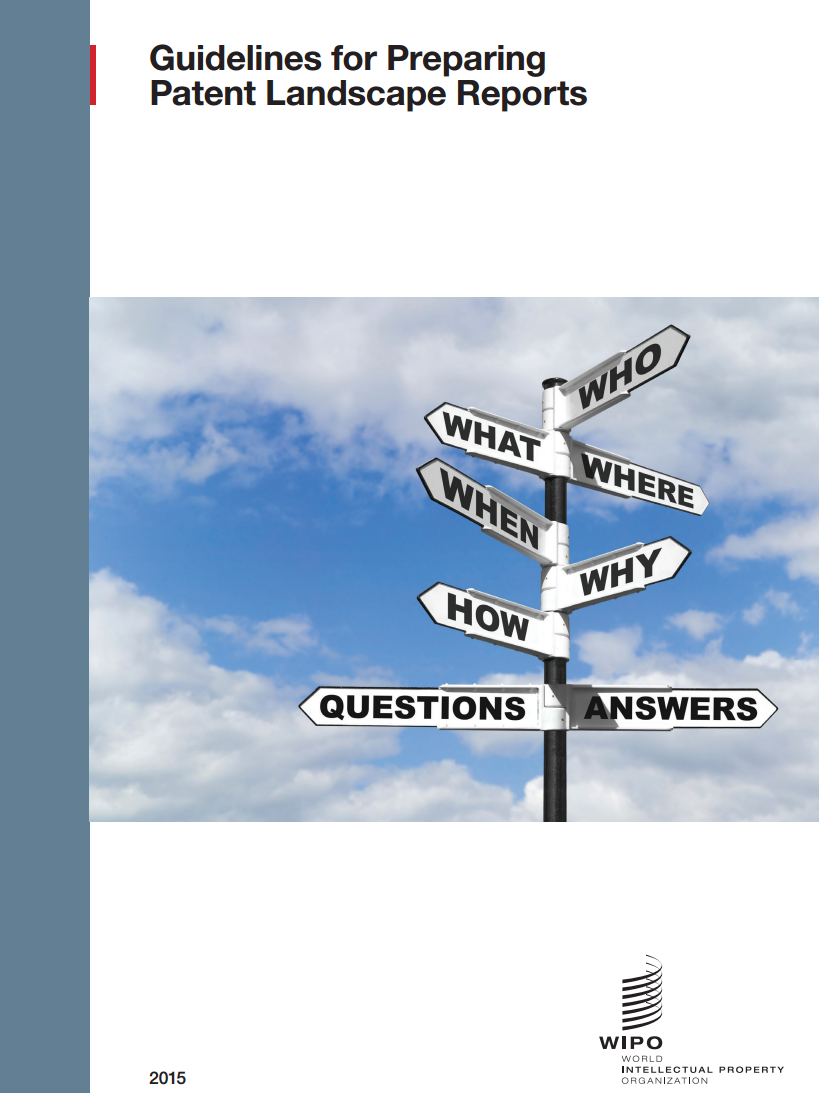 Guidelines for Preparing
Patent Landscape Reports
WHO
WHAT
WHERE
WHEN
WHY
HOW
QUESTIONS
ANSWERS
WIPO
WORLD
INTELLECTUAL PROPERTY
ORGANIZATION
2015